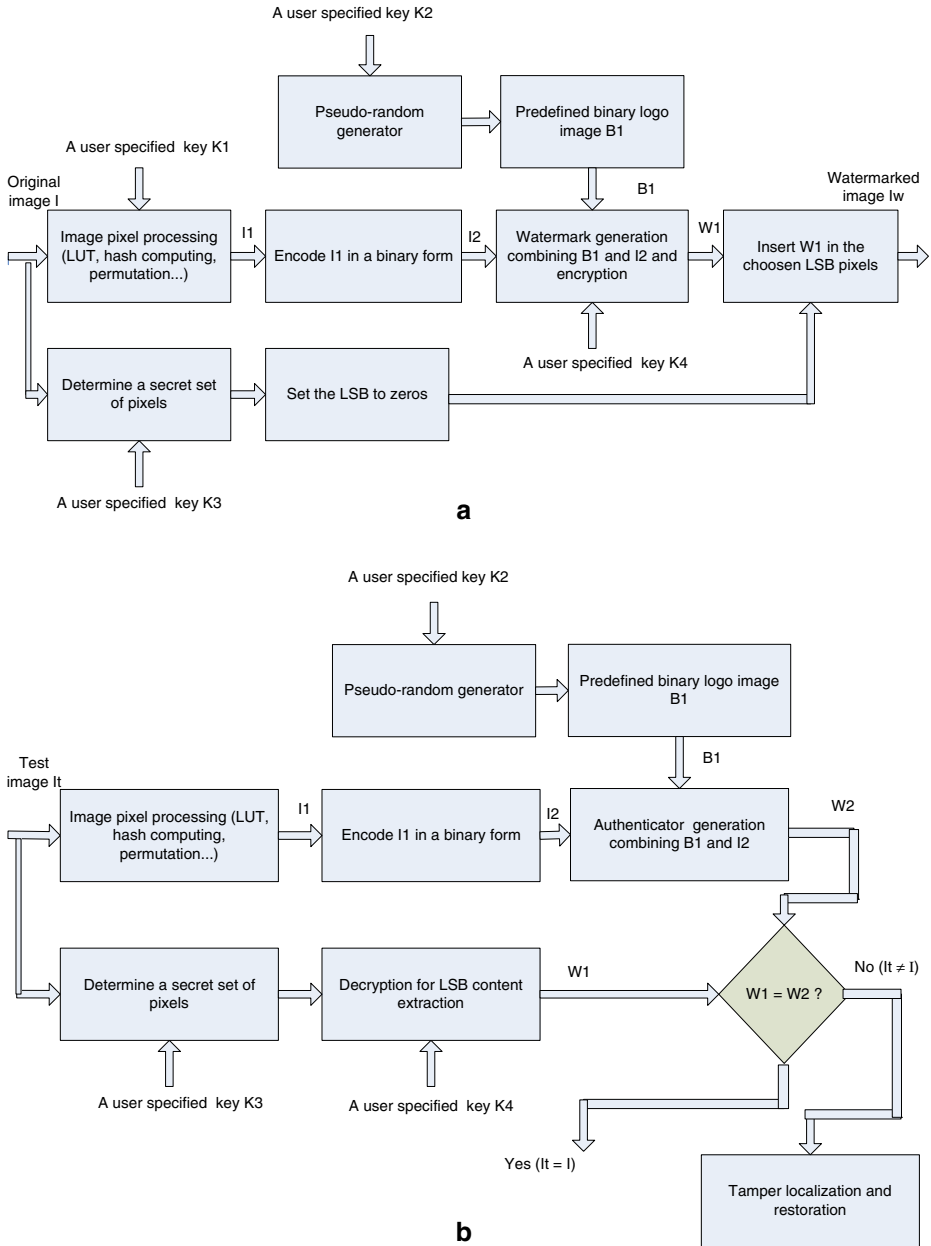 A user specified key K2
Pseudo-random
generator
Predefined binary logo
image B1
A user specified  key K1
Original
image I
B1
Watermarked
image Iw
Image pixel processing
(LUT, hash computing,
permutation...)
I1
Encode I1 in a binary form
I2
Watermark generation
combining B1 and I2 and
encryption
W1
Insert W1 in the
choosen LSB pixels
A user specified key K4
Determine a secret set
of pixels
Set the LSB to zeros
A user specified  key K3
a
A user specified key K2
Pseudo-random generator
Predefined binary logo image
B1
B1
Test
image It
Image pixel processing (LUT,
hash computing,
permutation...)
I1
Encode I1 in a binary form
I2
Authenticator  generation
combining B1 and I2
W2
Determine a secret set of
pixels
Decryption for LSB content
extraction
W1
W1 = W2 ?
No (It ≠ I)
A user specified  key K3
A user specified  key K4
Yes (It = I)
Tamper localization and
restoration
b